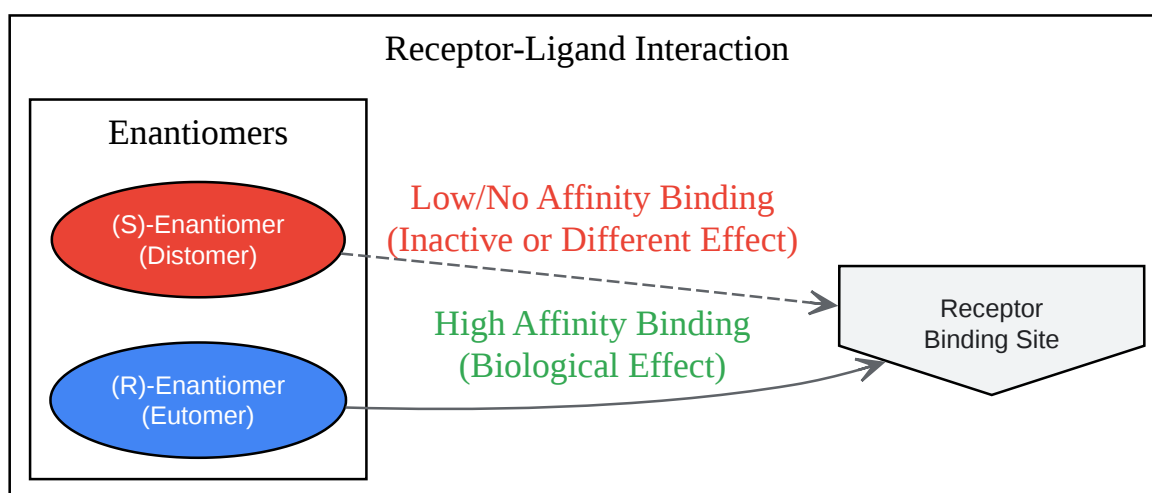 Receptor-Ligand Interaction
Enantiomers
(S)-Enantiomer
(Distomer)
Low/No Affinity Binding
(Inactive or Different Effect)
High Affinity Binding
(Biological Effect)
(R)-Enantiomer
(Eutomer)
Receptor
Binding Site